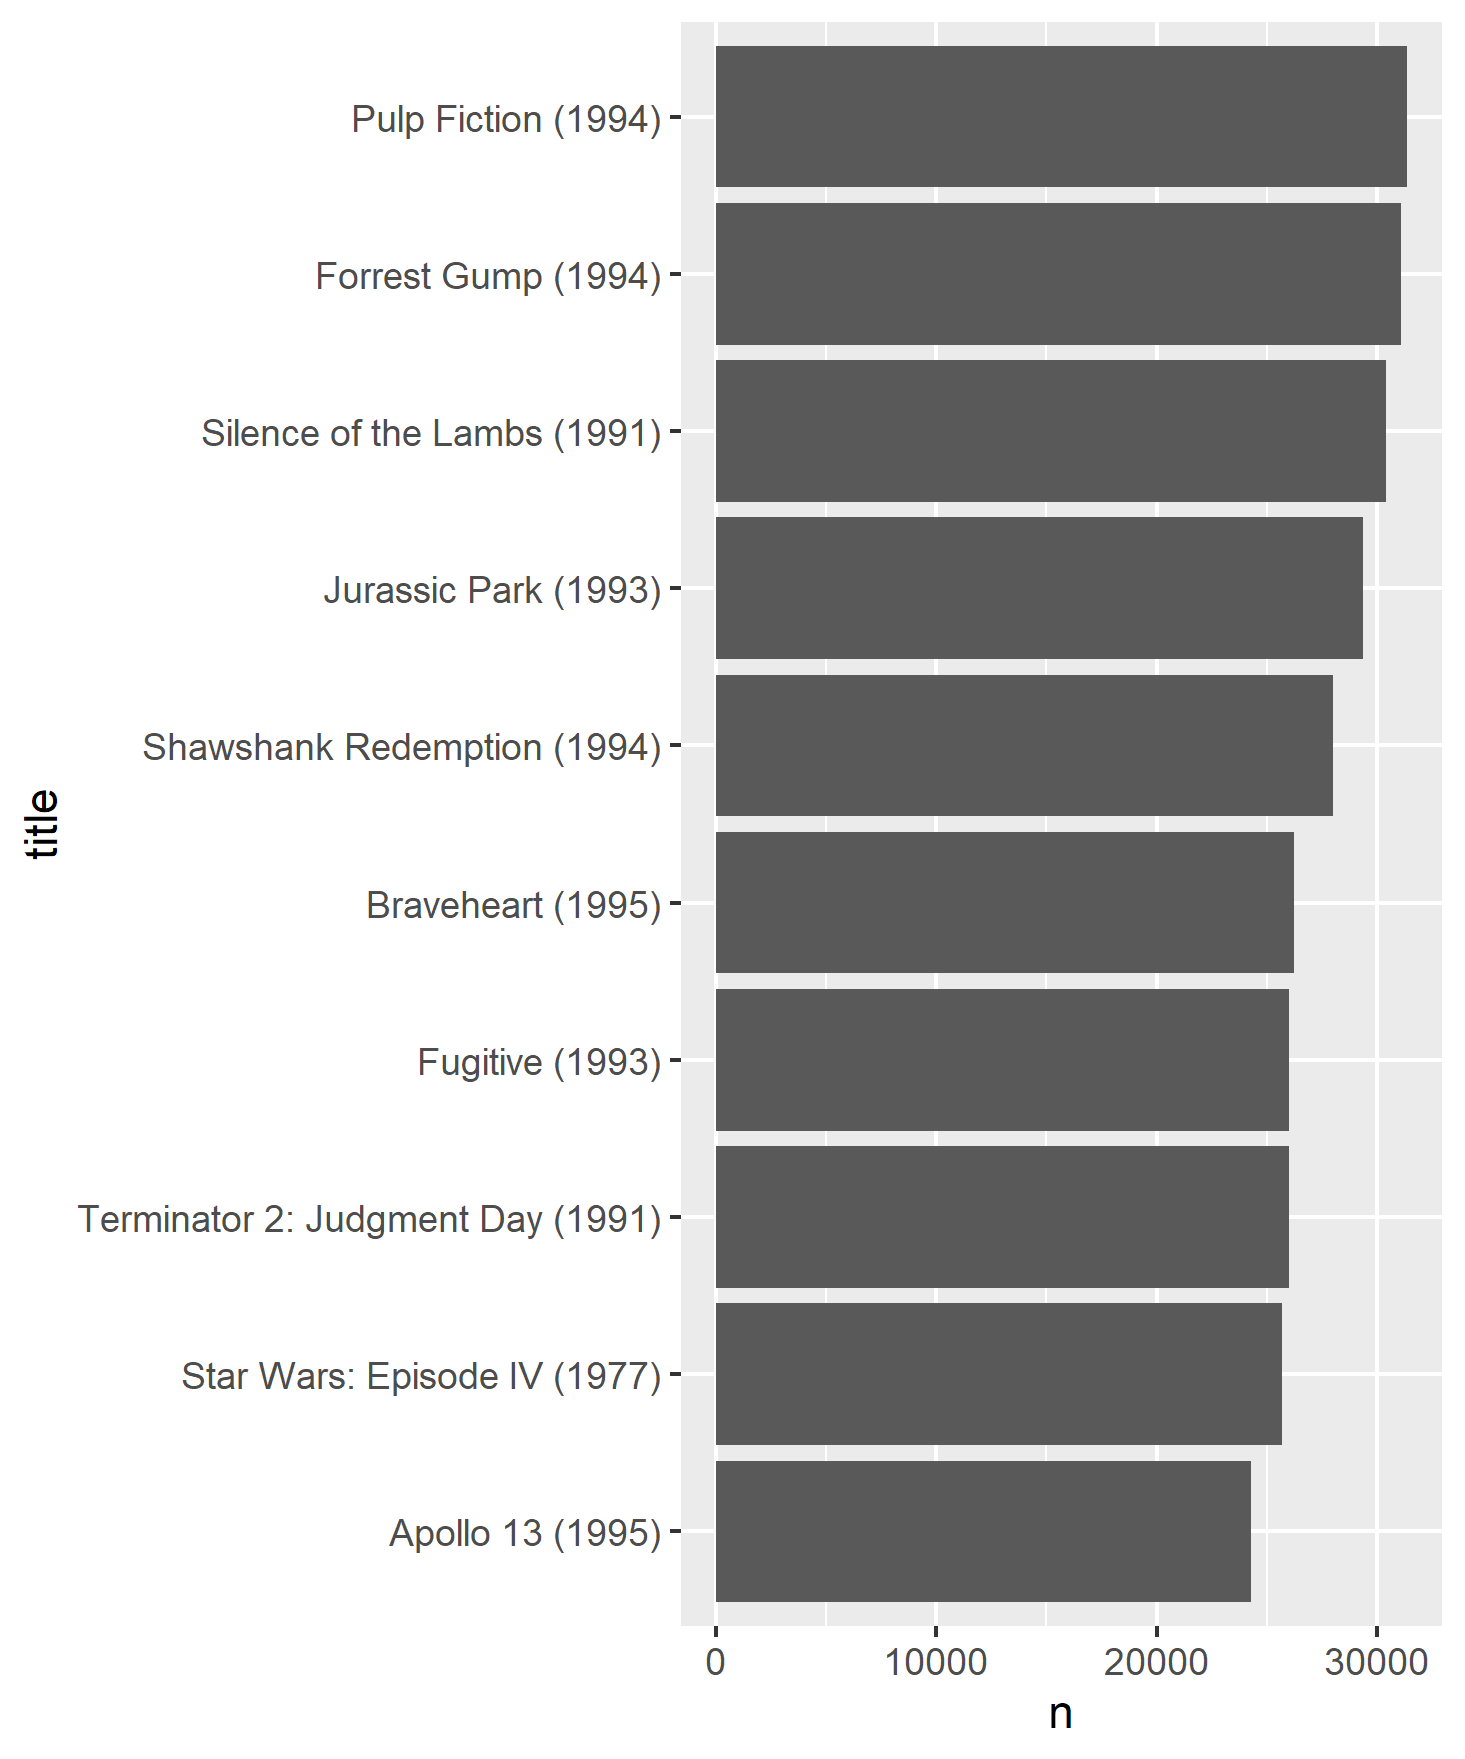 Pulp Fiction (1994)
Forrest Gump (1994)
Silence of the Lambs (1991)
Jurassic Park (1993)
Shawshank Redemption (1994)
Braveheart (1995)
Fugitive (1993)
Terminator 2: Judgment Day (1991)
Star Wars: Episode IV (1977)
Apollo 13 (1995)
title
0 10000 20000 30000
n